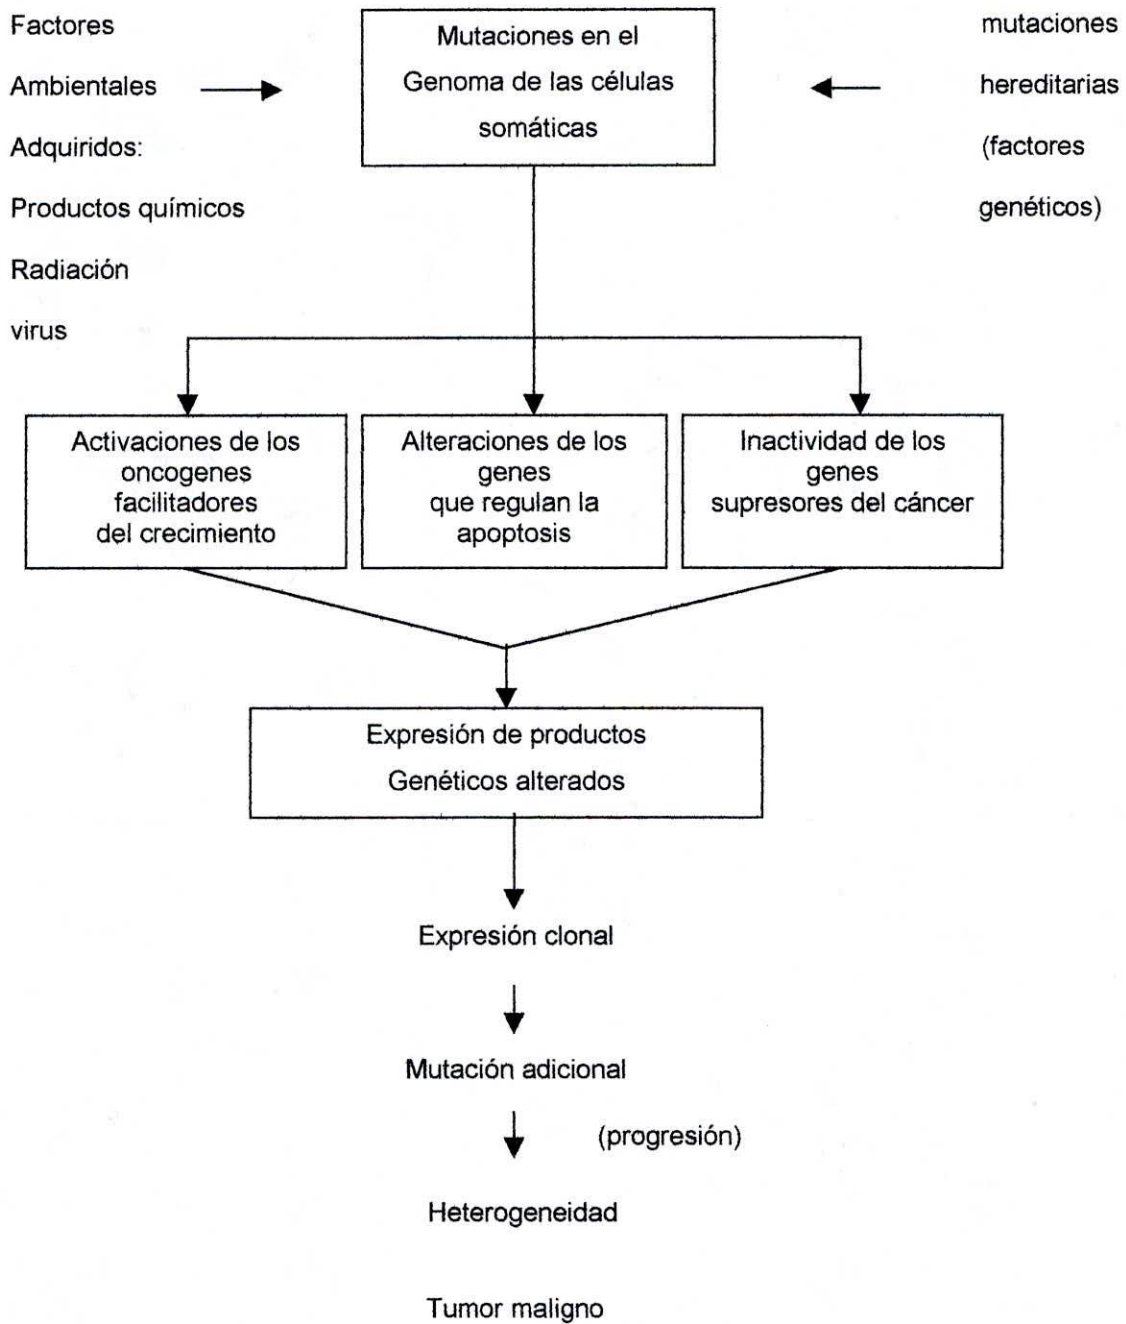 Factores
Ambientales
Adquiridos:
Productos químicos
Radiación
virus
Mutaciones en el
Genoma de las células
somáticas
mutaciones
hereditarias
(factores
genéticos)
Activaciones de los
oncogenes
facilitadores
del crecimiento
Alteraciones de los
genes
que regulan la
apoptosis
Inactividad de los
genes
supresores del cáncer
Expresión de productos
Genéticos alterados
Expresión clonal
Mutación adicional
(progresión)
Heterogeneidad
Tumor maligno